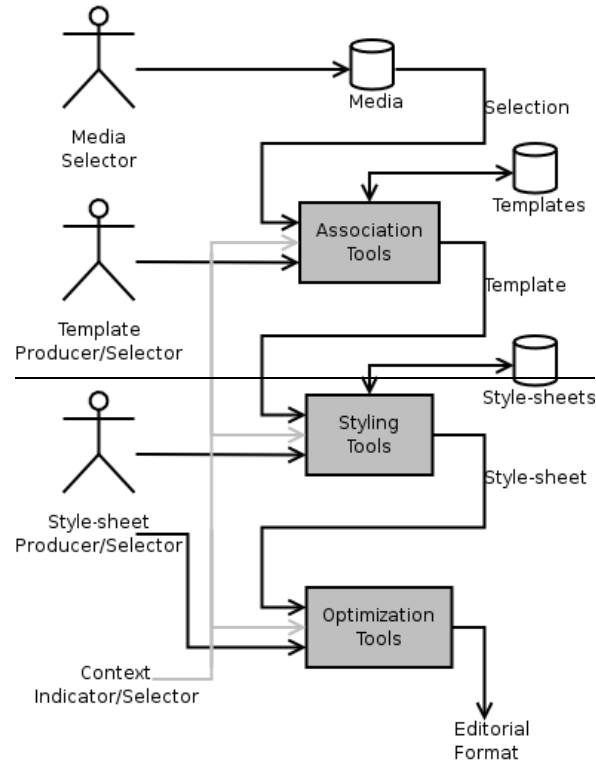 Media
Selection
Media
Selector
Templates
Association
Tools
Template
Template
Producer/Selector
Style-sheets
Styling
Tools
Style-sheet
Style-sheet
Producer/Selector
Optimization
Tools
Context
Indicator/Selector
Editorial
Format